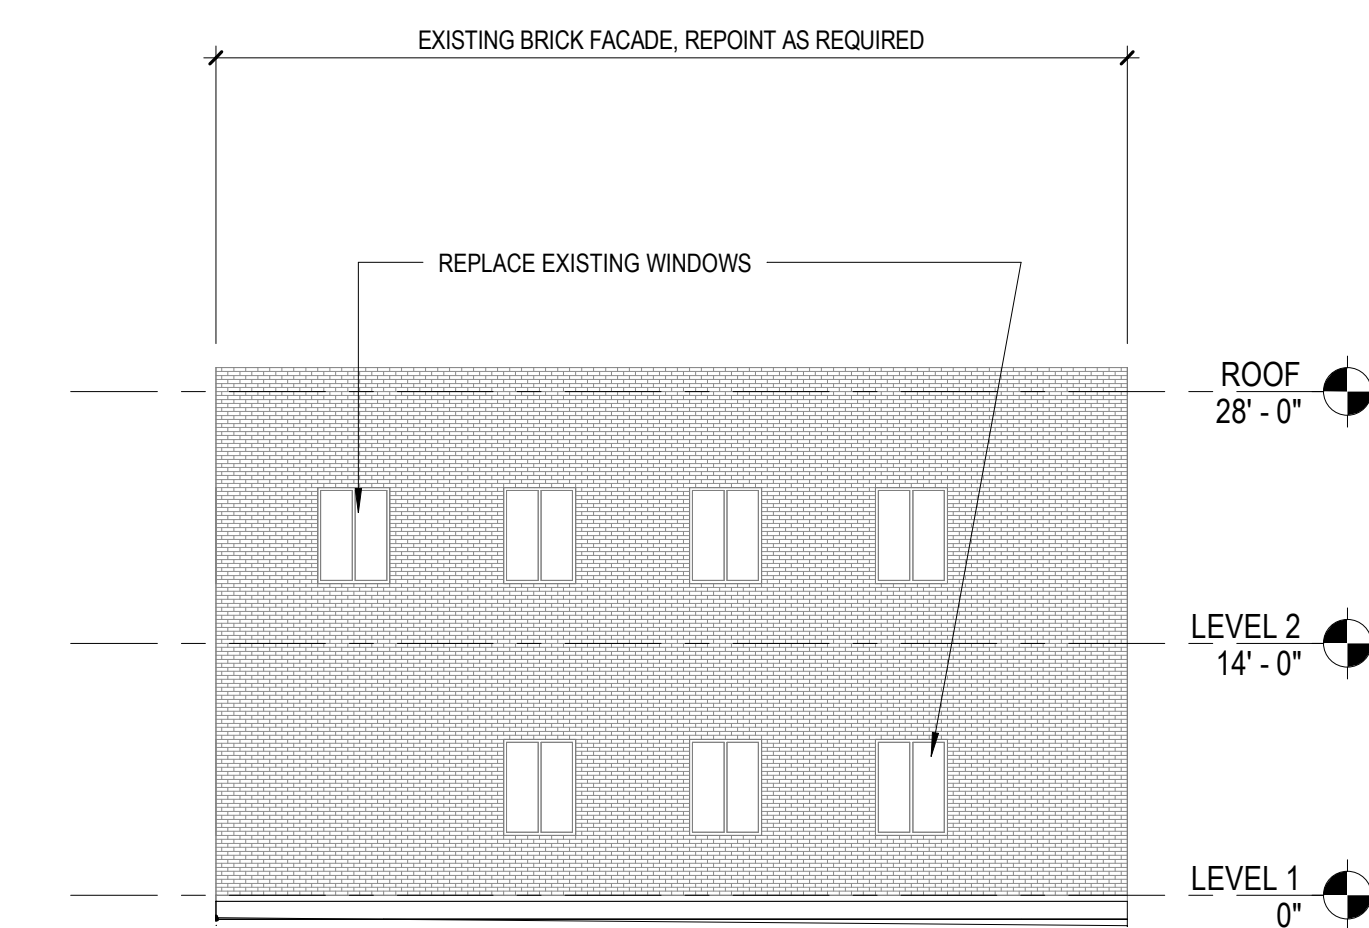 EXISTING BRICK FACADE, REPOINT AS REQUIRED
REPLACE EXISTING WINDOWS
ROOF
28' - 0"
LEVEL 2
14' - 0"
LEVEL 1
0"